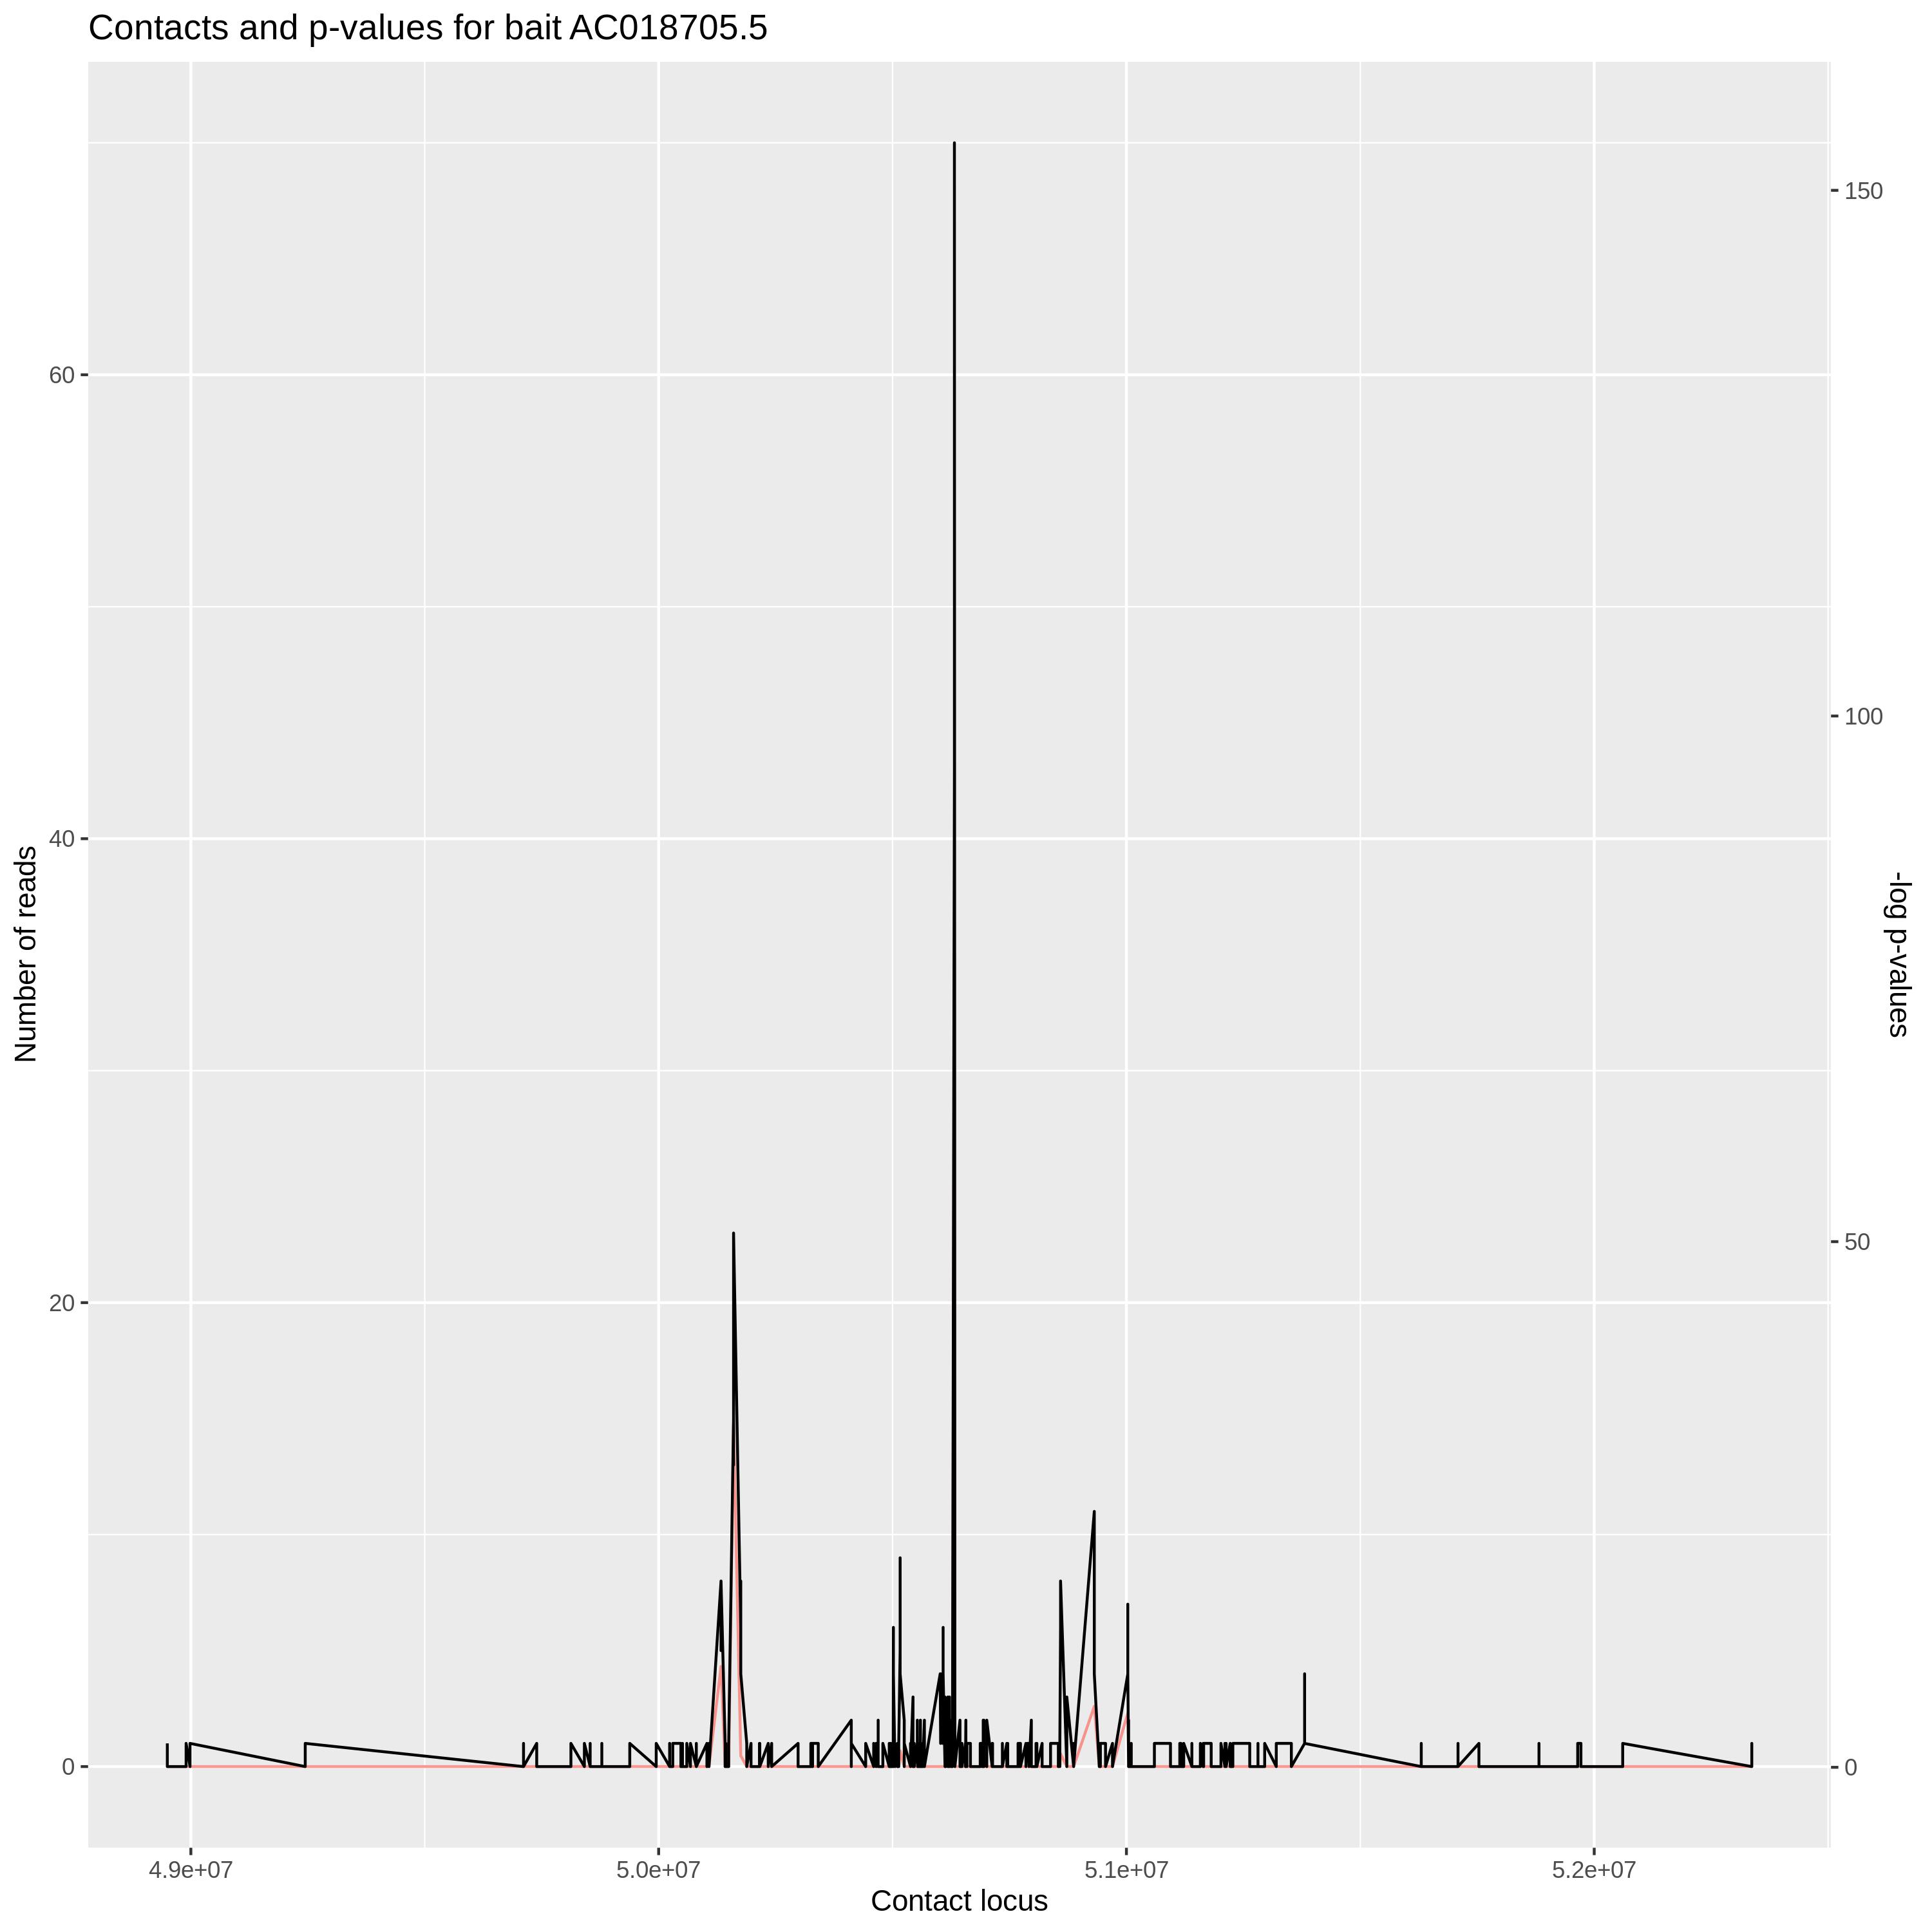 Contacts and p-values for bait AC018705.5
150
60
100
40
Number of reads
-log p-values
50
20
0
0
4.9e+07 5.0e+07 5.1e+07 5.2e+07
Contact locus